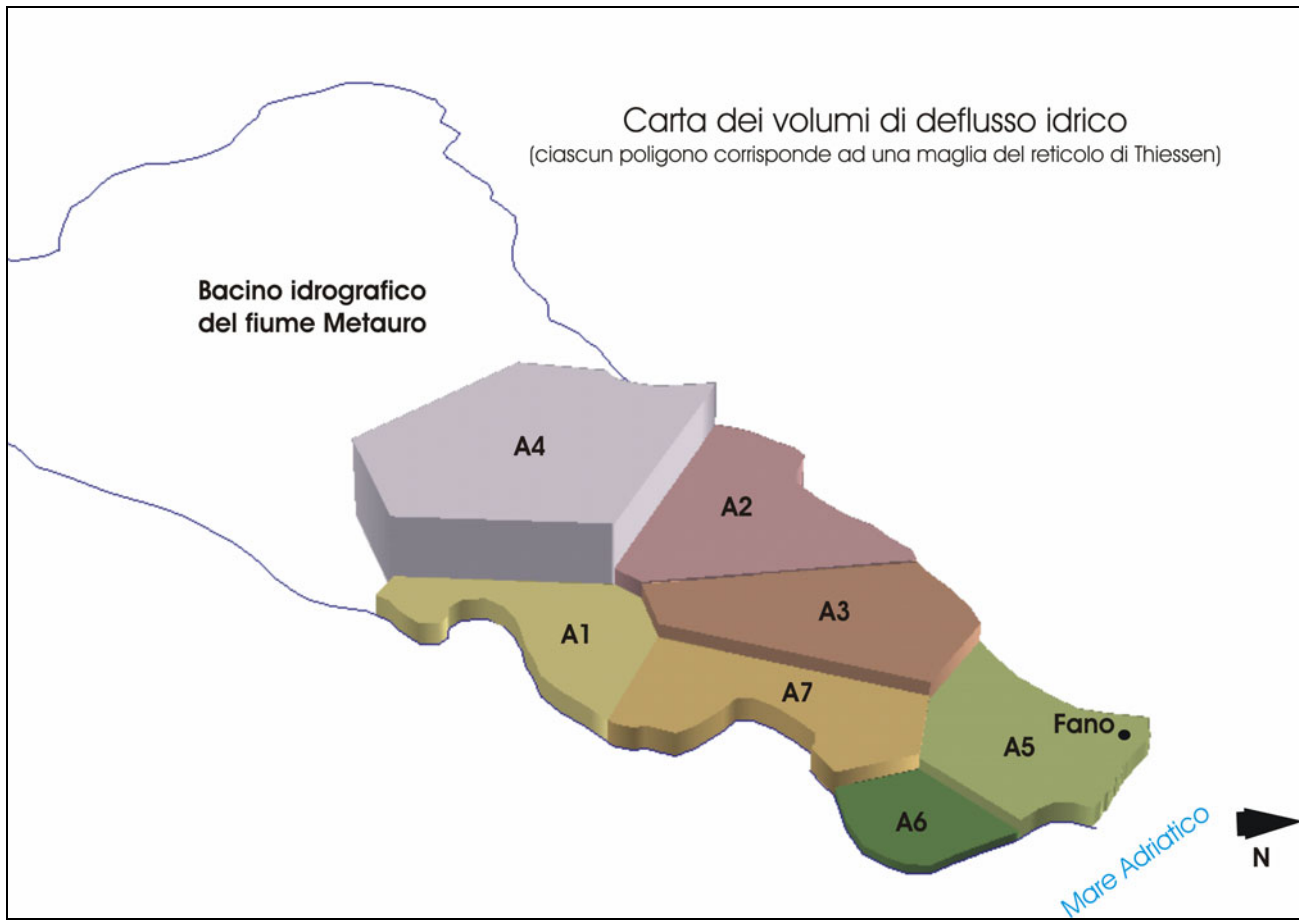 Carta dei volumi di deflusso idrico
(ciascun poligono corrisponde ad una maglia del reticolo di Thiessen)
Bacino idrografico
del fiume Metauro
A4
A2
A3
A1
A7
Fano
A5
A6
Mare Adriatico
N